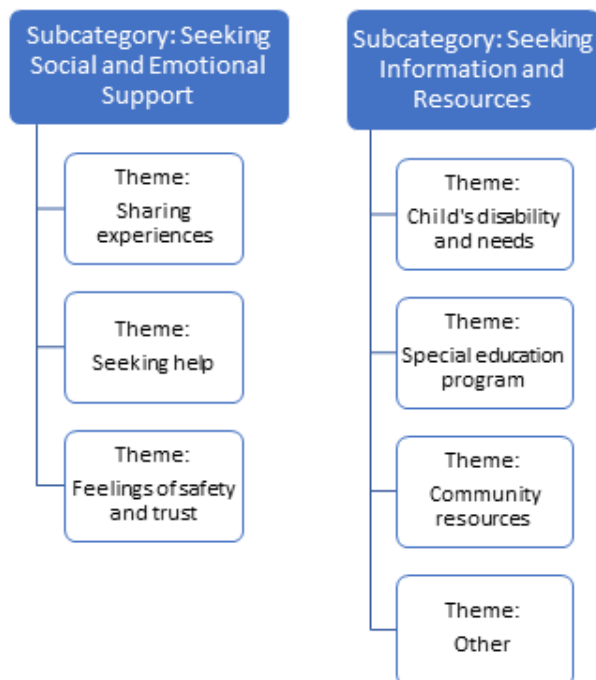 Subcategory: Seeking
Social and Emotional
Support
Theme:
Sharing
experiences
Theme:
Seeking help
Theme:
Feelings of safety
and trust
Subcategory: Seeking
Information and
Resources
Theme:
Child's disability
and needs
Theme:
Special education
program
Theme:
Community
resources
Theme:
Other